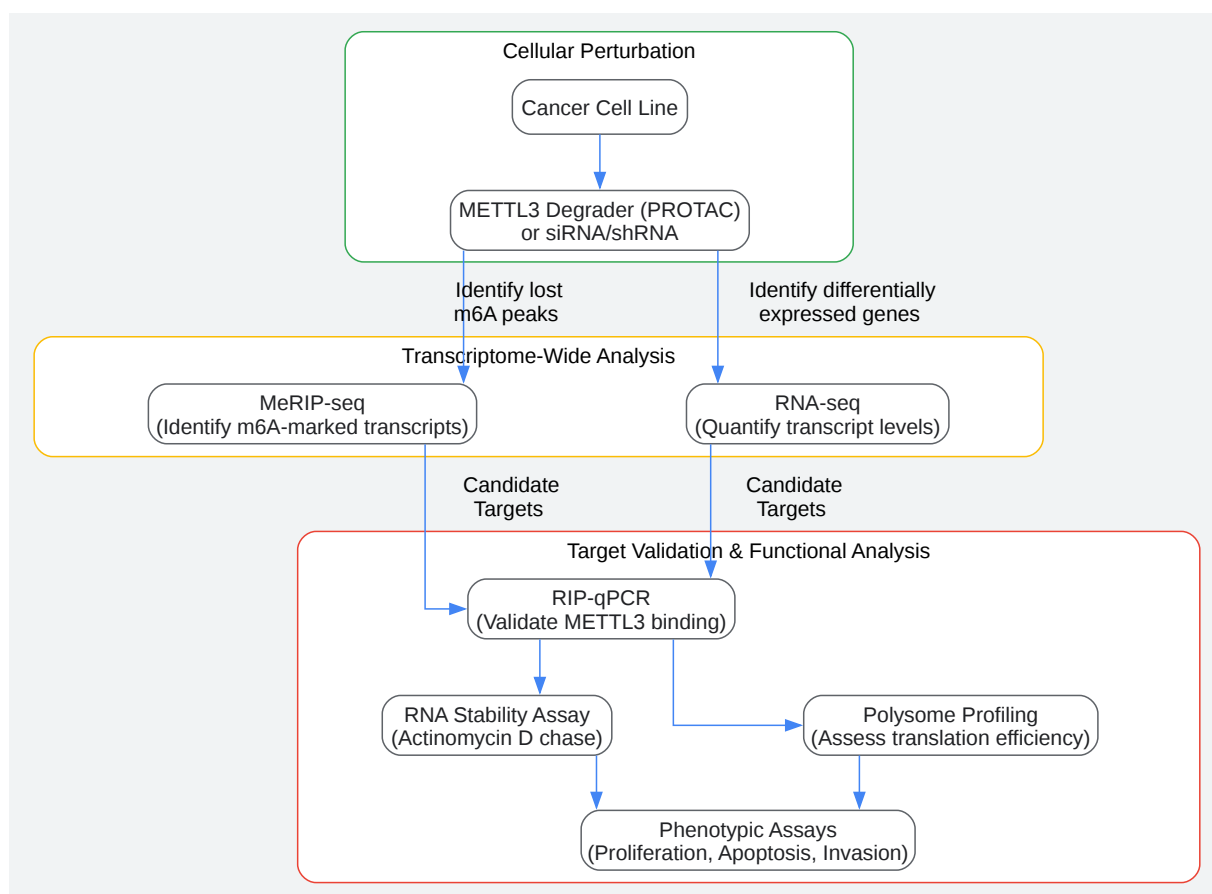 Cellular Perturbation
Cancer Cell Line
METTL3 Degrader (PROTAC)
or siRNA/shRNA
Identify lost
m6A peaks
Identify differentially
expressed genes
Transcriptome-Wide Analysis
MeRIP-seq
(Identify m6A-marked transcripts)
RNA-seq
(Quantify transcript levels)
Candidate
Targets
Candidate
Targets
Target Validation & Functional Analysis
RIP-qPCR
(Validate METTL3 binding)
RNA Stability Assay
(Actinomycin D chase)
Polysome Profiling
(Assess translation efficiency)
Phenotypic Assays
(Proliferation, Apoptosis, Invasion)